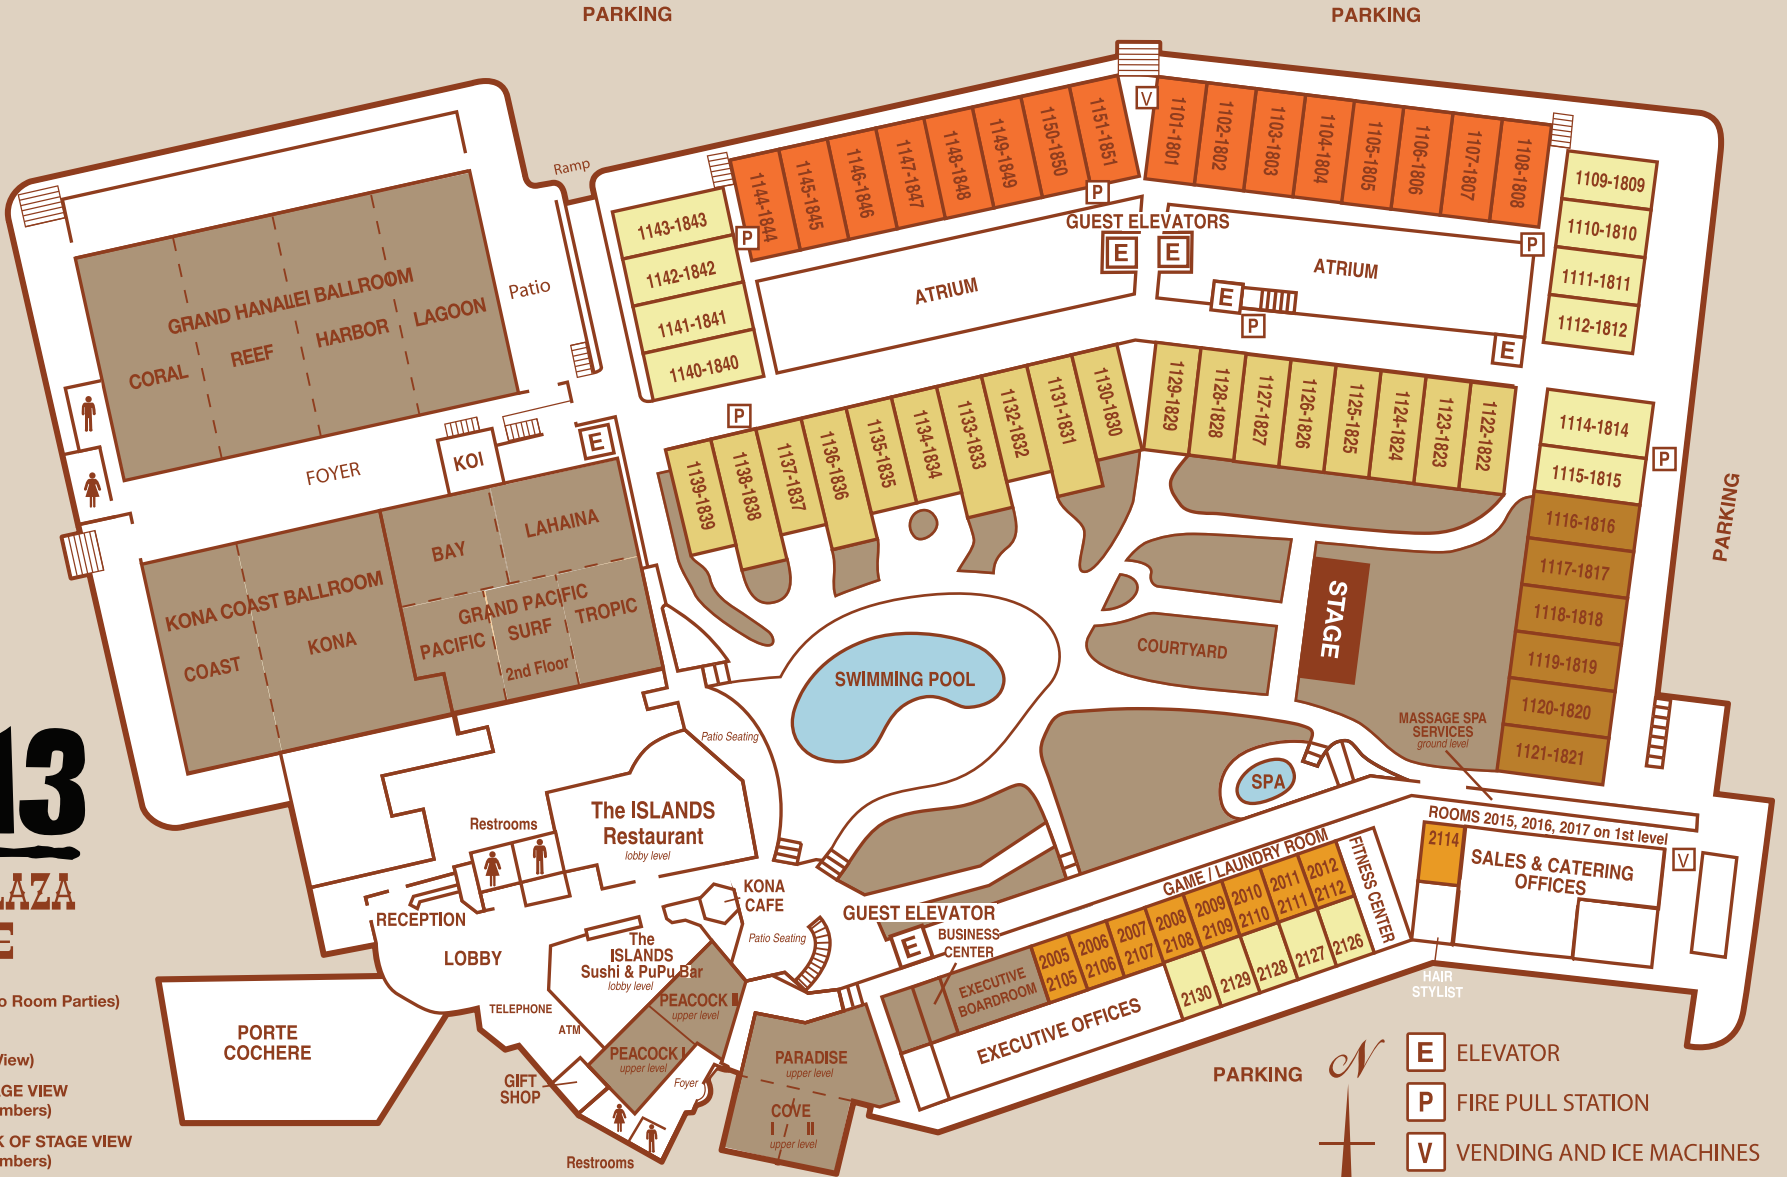 PARKING
PARKING
Ramp
V
1151-1851
1150-1850
1149-1849
1148-1848
1147-1847
1146-1846
1145-1845
1144-1844
1101-1801
1102-1802
1103-1803
1104-1804
1105-1805
1106-1806
1107-1807
1108-1808
P
P
P
1143-1843
1142-1842
1141-1841
1140-1840
1109-1809
1110-1810
1111-1811
1112-1812
GUEST ELEVATORS
E
E
ATRIUM
ATRIUM
E
P
E
GRAND HANALEI BALLROOM
CORAL
REEF
HARBOR
LAGOON
Patio
FOYER
KOI
E
P
1139-1839
1138-1838
1137-1837
1136-1836
1135-1835
1134-1834
1133-1833
1132-1832
1131-1831
1130-1830
1129-1829
1128-1828
1127-1827
1126-1826
1125-1825
1124-1824
1123-1823
1122-1822
1114-1814
1115-1815
1116-1816
1117-1817
1118-1818
1119-1819
1120-1820
1121-1821
P
PARKING
BAY
LAHAINA
KONA COAST BALLROOM
COAST
KONA
GRAND PACIFIC
PACIFIC
SURF
TROPIC
2nd Floor
SWIMMING POOL
COURTYARD
STAGE
MASSAGE SPA
SERVICES
ground level
SPA
Patio Seating
The ISLANDS
Restaurant
lobby level
Restrooms
RECEPTION
LOBBY
KONA
CAFE
Patio Seating
The
ISLANDS
Sushi & PuPu Bar
lobby level
TELEPHONE
ATM
PEACOCK II
upper level
PEACOCK I
upper level
GIFT
SHOP
Foyer
Restrooms
PARADISE
upper level
COVE
I / II
upper level
PORTE
COCHERE
GUEST ELEVATOR
E
BUSINESS
CENTER
EXECUTIVE
BOARDROOM
EXECUTIVE OFFICES
GAME / LAUNDRY ROOM
FITNESS CENTER
2005
2105
2006
2106
2007
2107
2008
2108
2009
2109
2010
2110
2011
2111
2012
2112
2130
2129
2128
2127
2126
ROOMS 2015, 2016, 2017 on 1st level
2114
SALES & CATERING
OFFICES
V
HAIR
STYLIST
PARKING
N
E ELEVATOR
P FIRE PULL STATION
V VENDING AND ICE MACHINES
13
AZA
E
o Room Parties)
View)
GE VIEW
mbers)
K OF STAGE VIEW
mbers)